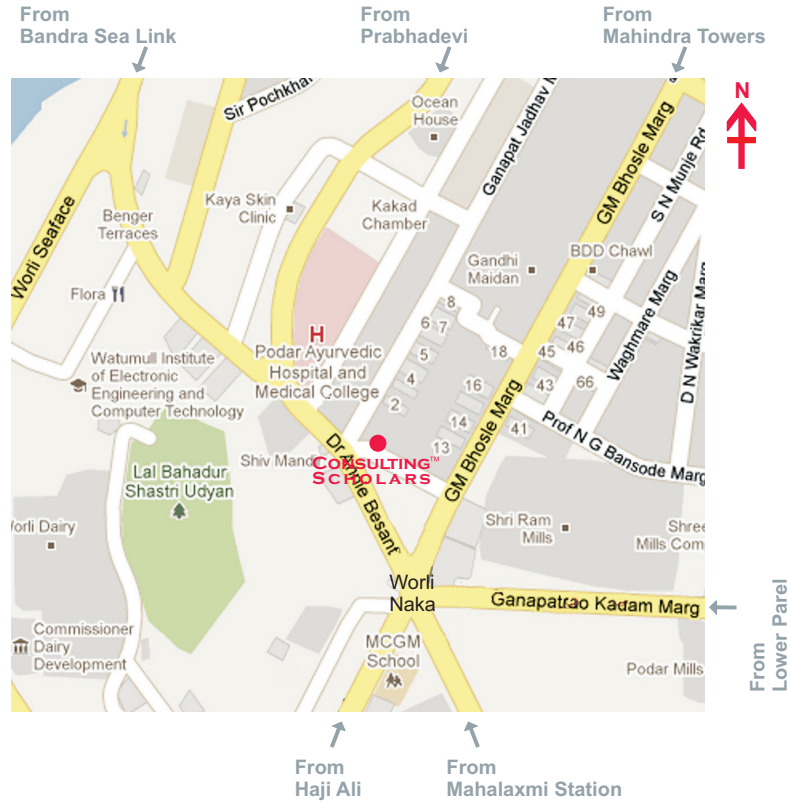 From
Bandra Sea Link
From
Prabhadevi
From
Mahindra Towers
N
Sir Pochkha
Ocean
House
Ganapat Jadhav M
GM Bhosle Marg
S N Munje Rd
Kaya Skin
Clinic
Kakad
Chamber
Benger
Terraces
Worli Seaface
Gandhi
Maidan
BDD Chawl
Flora
8
6
7
5
4
2
18
47
49
45
46
43
66
16
14
13
41
Waghmare Marg
D N Wakrikar Marg
H
Podar Ayurvedic
Hospital and
Medical College
Watumull Institute
of Electronic
Engineering and
Computer Technology
GM Bhosle Marg
Prof N G Bansode Marg
Shiv Mand
Dr Annie Besant
CONSULTING™
SCHOLARS
Lal Bahadur
Shastri Udyan
orli Dairy
Shri Ram
Mills
Shree
Mills Com
Worli
Naka
Ganapatrao Kadam Marg
From
Lower Parel
Commissioner
Dairy
Development
MCGM
School
Podar Mills
From
Haji Ali
From
Mahalaxmi Station